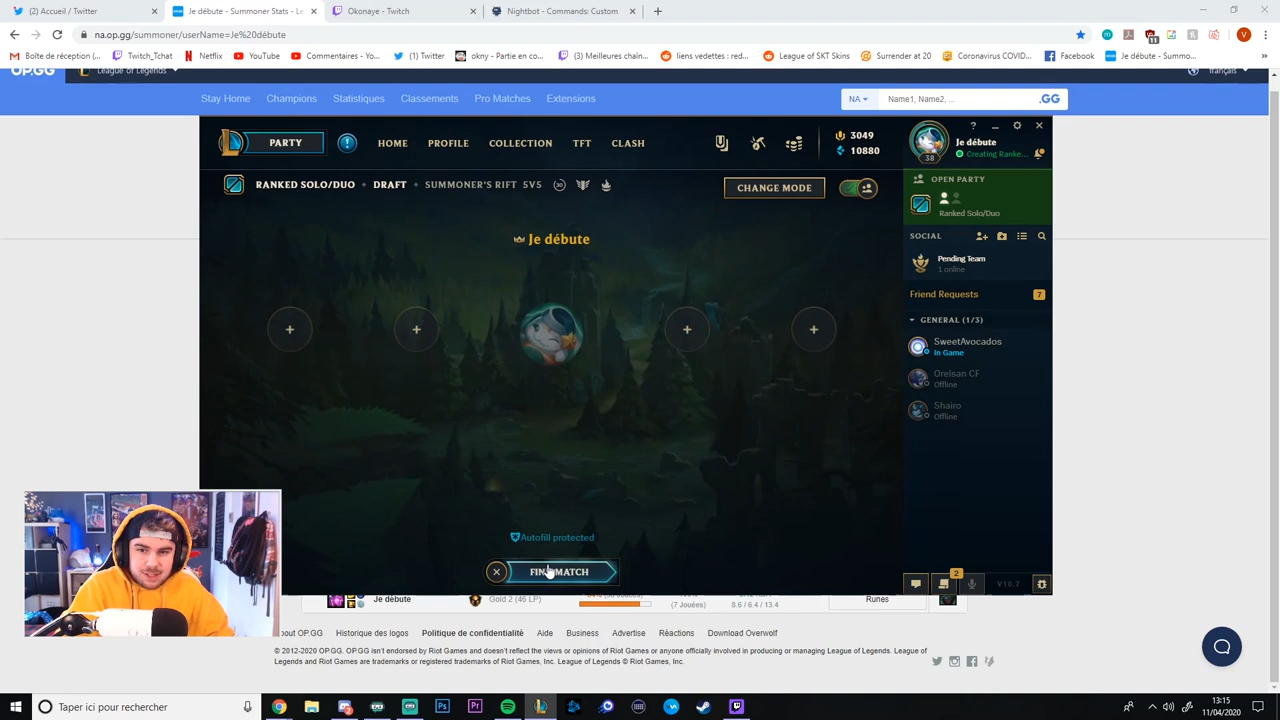 (2) Accueil / Twitter
Je débute - Summoner Stats - Le
Okonaye - Twitch
Nightbot - Commands: Custom
na.op.gg/summoner/userName=Je%20débute
Boîte de réception (...
Twitch_Tchat
Netflix
YouTube
Commentaires - Yo...
1) Twitter
okny - Partie en co...
(3) Meilleures chaîn...
liens vedettes : red...
League of SKT Skins
Surrender at 20
Coronavirus COVID...
Facebook
Je débute - Summo...
OP.GG
League of Legends
français
Stay Home
Champions
Statistiques
Classements
Pro Matches
Extensions
NA
Name1, Name2, ...
.GG
PARTY
HOME
PROFILE
COLLECTION
TFT
CLASH
3049
10880
38
Je débute
Creating Ranke...
RANKED SOLO/DUO
DRAFT
SUMMONER'S RIFT 5V5
CHANGE MODE
OPEN PARTY
Ranked Solo/Duo
Je débute
SOCIAL
Pending Team
1 online
Friend Requests
7
GENERAL (1/3)
SweetAvocados
In Game
Orelsan CF
Offline
Shairo
Offline
Autofill protected
FIND MATCH
2
V10.7
Je débute
Gold 2 (46 LP)
(7 Jouées)
8.6 / 6.4 / 13.4
Runes
bout OP.GG
Historique des logos
Politique de confidentialité
Aide
Business
Advertise
Réactions
Download Overwolf
© 2012-2020 OP.GG. OP.GG isn't endorsed by Riot Games and doesn't reflect the views or opinions of Riot Games or anyone officially involved in producing or managing League of Legends. League of
Legends and Riot Games are trademarks or registered trademarks of Riot Games, Inc. League of Legends © Riot Games, Inc.
Taper ici pour rechercher
13:15
11/04/2020